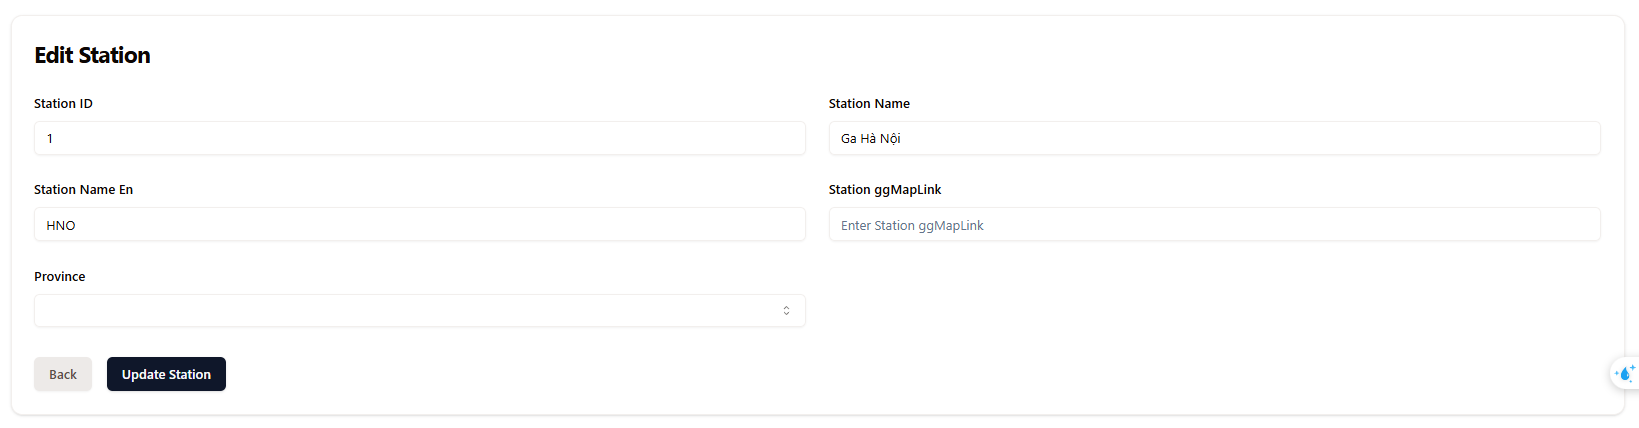 Edit Station
Station ID
Station Name
1
Ga Hà Nội
Station Name En
Station ggMapLink
HNO
Enter Station ggMapLink
Province
Back
Update Station